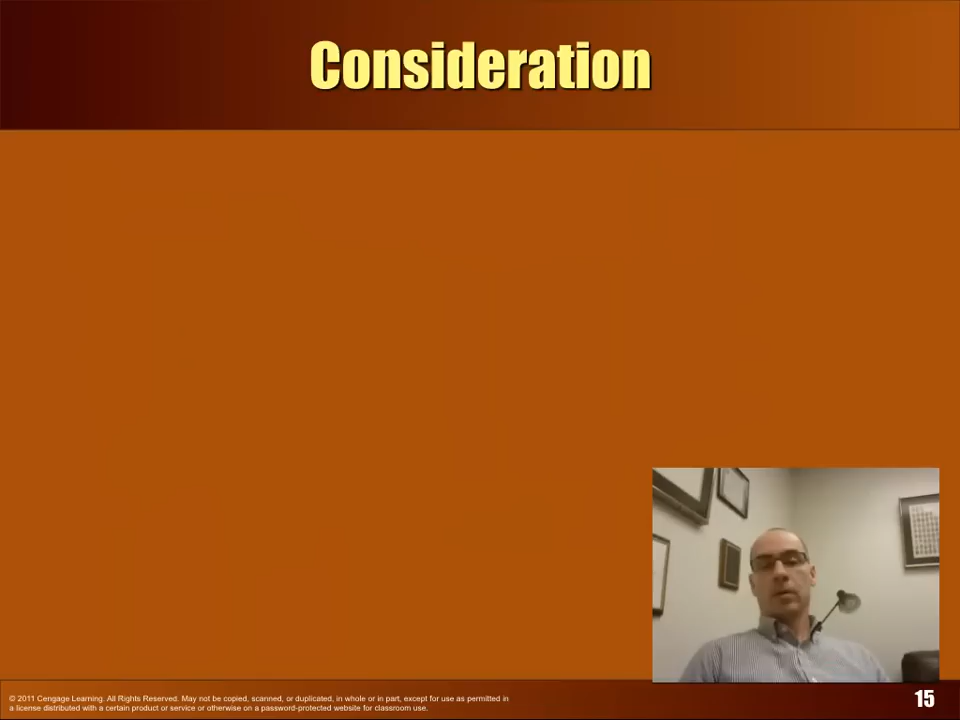 Consideration
© 2011 Cengage Learning. All Rights Reserved. May not be copied, scanned, or duplicated, in whole or in part, except for use as permitted in
a license distributed with a certain product or service or otherwise on a password-protected website for classroom use.
15